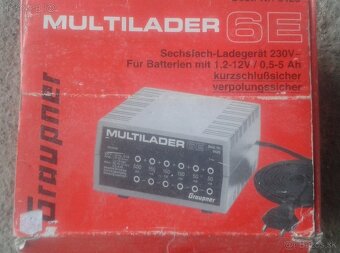 MULTILADER 6E
Sechsfach-Ladegerät 230V~
Für Batterien mit 1,2-12V / 0,5-5 Ah
kurzschlußsicher
verpolungssicher
Graupner
MULTILADER 6E
Graupner